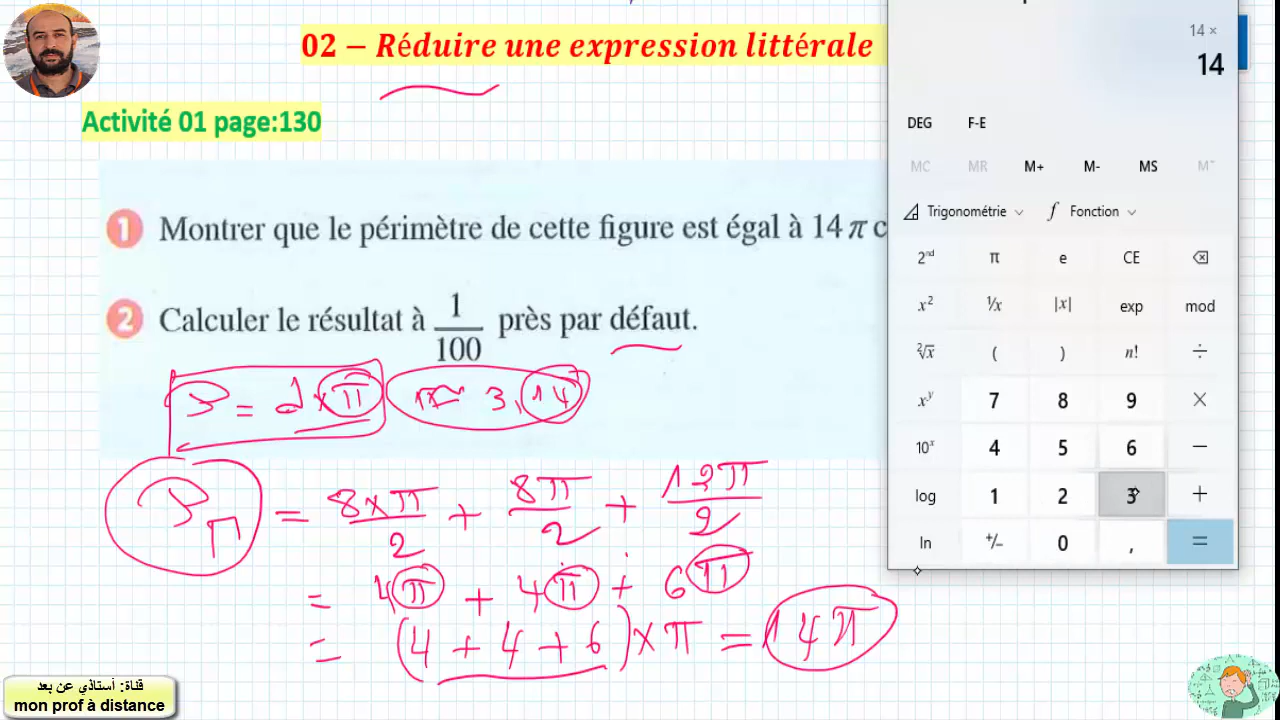 02 – Réduire une expression littérale
Activité 01 page:130
1 Montrer que le périmètre de cette figure est égal à 14 π c
2 Calculer le résultat à 1/100 près par défaut.
P = d × π π ≈ 3,14
P = 8×π/2 + 8π/2 + 12π/2
= 4π + 4π + 6π
= (4 + 4 + 6) × π = 14π
قناة: أستاذي عن بعد
mon prof à distance
14 ×
14
DEG F-E
MC MR M+ M- MS M˅
Trigonométrie f Fonction
2ⁿᵈ π e CE
x² ¹/x |x| exp mod
²√x ( ) n! ÷
xʸ 7 8 9 ×
10ˣ 4 5 6 −
log 1 2 3 +
ln +/− 0 , =